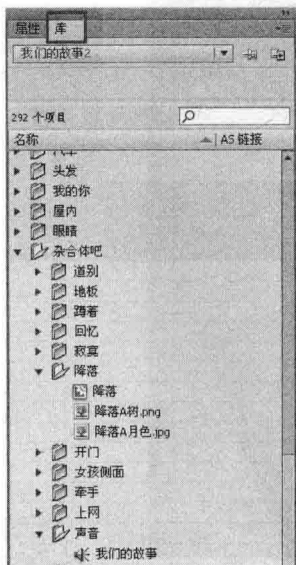 属性 库
我们的故事2
292 个项目
名称 AS 链接
汽车
头发
我的你
屋内
眼睛
杂合体吧
道别
地板
蹲着
回忆
寂寞
降落
降落
降落A树.png
降落A月色.jpg
开门
女孩侧面
牵手
上网
声音
我们的故事